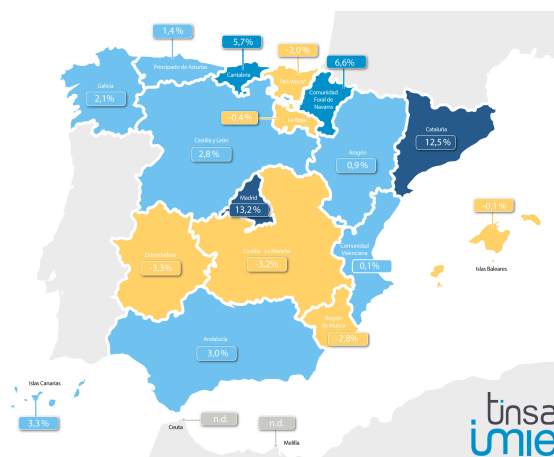 1,4%
Principado de Asturias
5,7%
Cantabria
-2,0%
País Vasco*
6,6%
Comunidad
Foral de
Navarra
Galicia
2,1%
-0,4%
La Rioja
Castilla y León
2,8%
Aragón
0,9%
Cataluña
12,5%
Madrid
13,2%
-0,1%
Islas Baleares
Extremadura
-3,3%
Castilla - La Mancha
-3,2%
Comunidad
Valenciana
0,1%
Región
de Murcia
-2,8%
Andalucía
3,0%
Islas Canarias
3,3%
n.d.
Ceuta
n.d.
Melilla
tinsa
imie